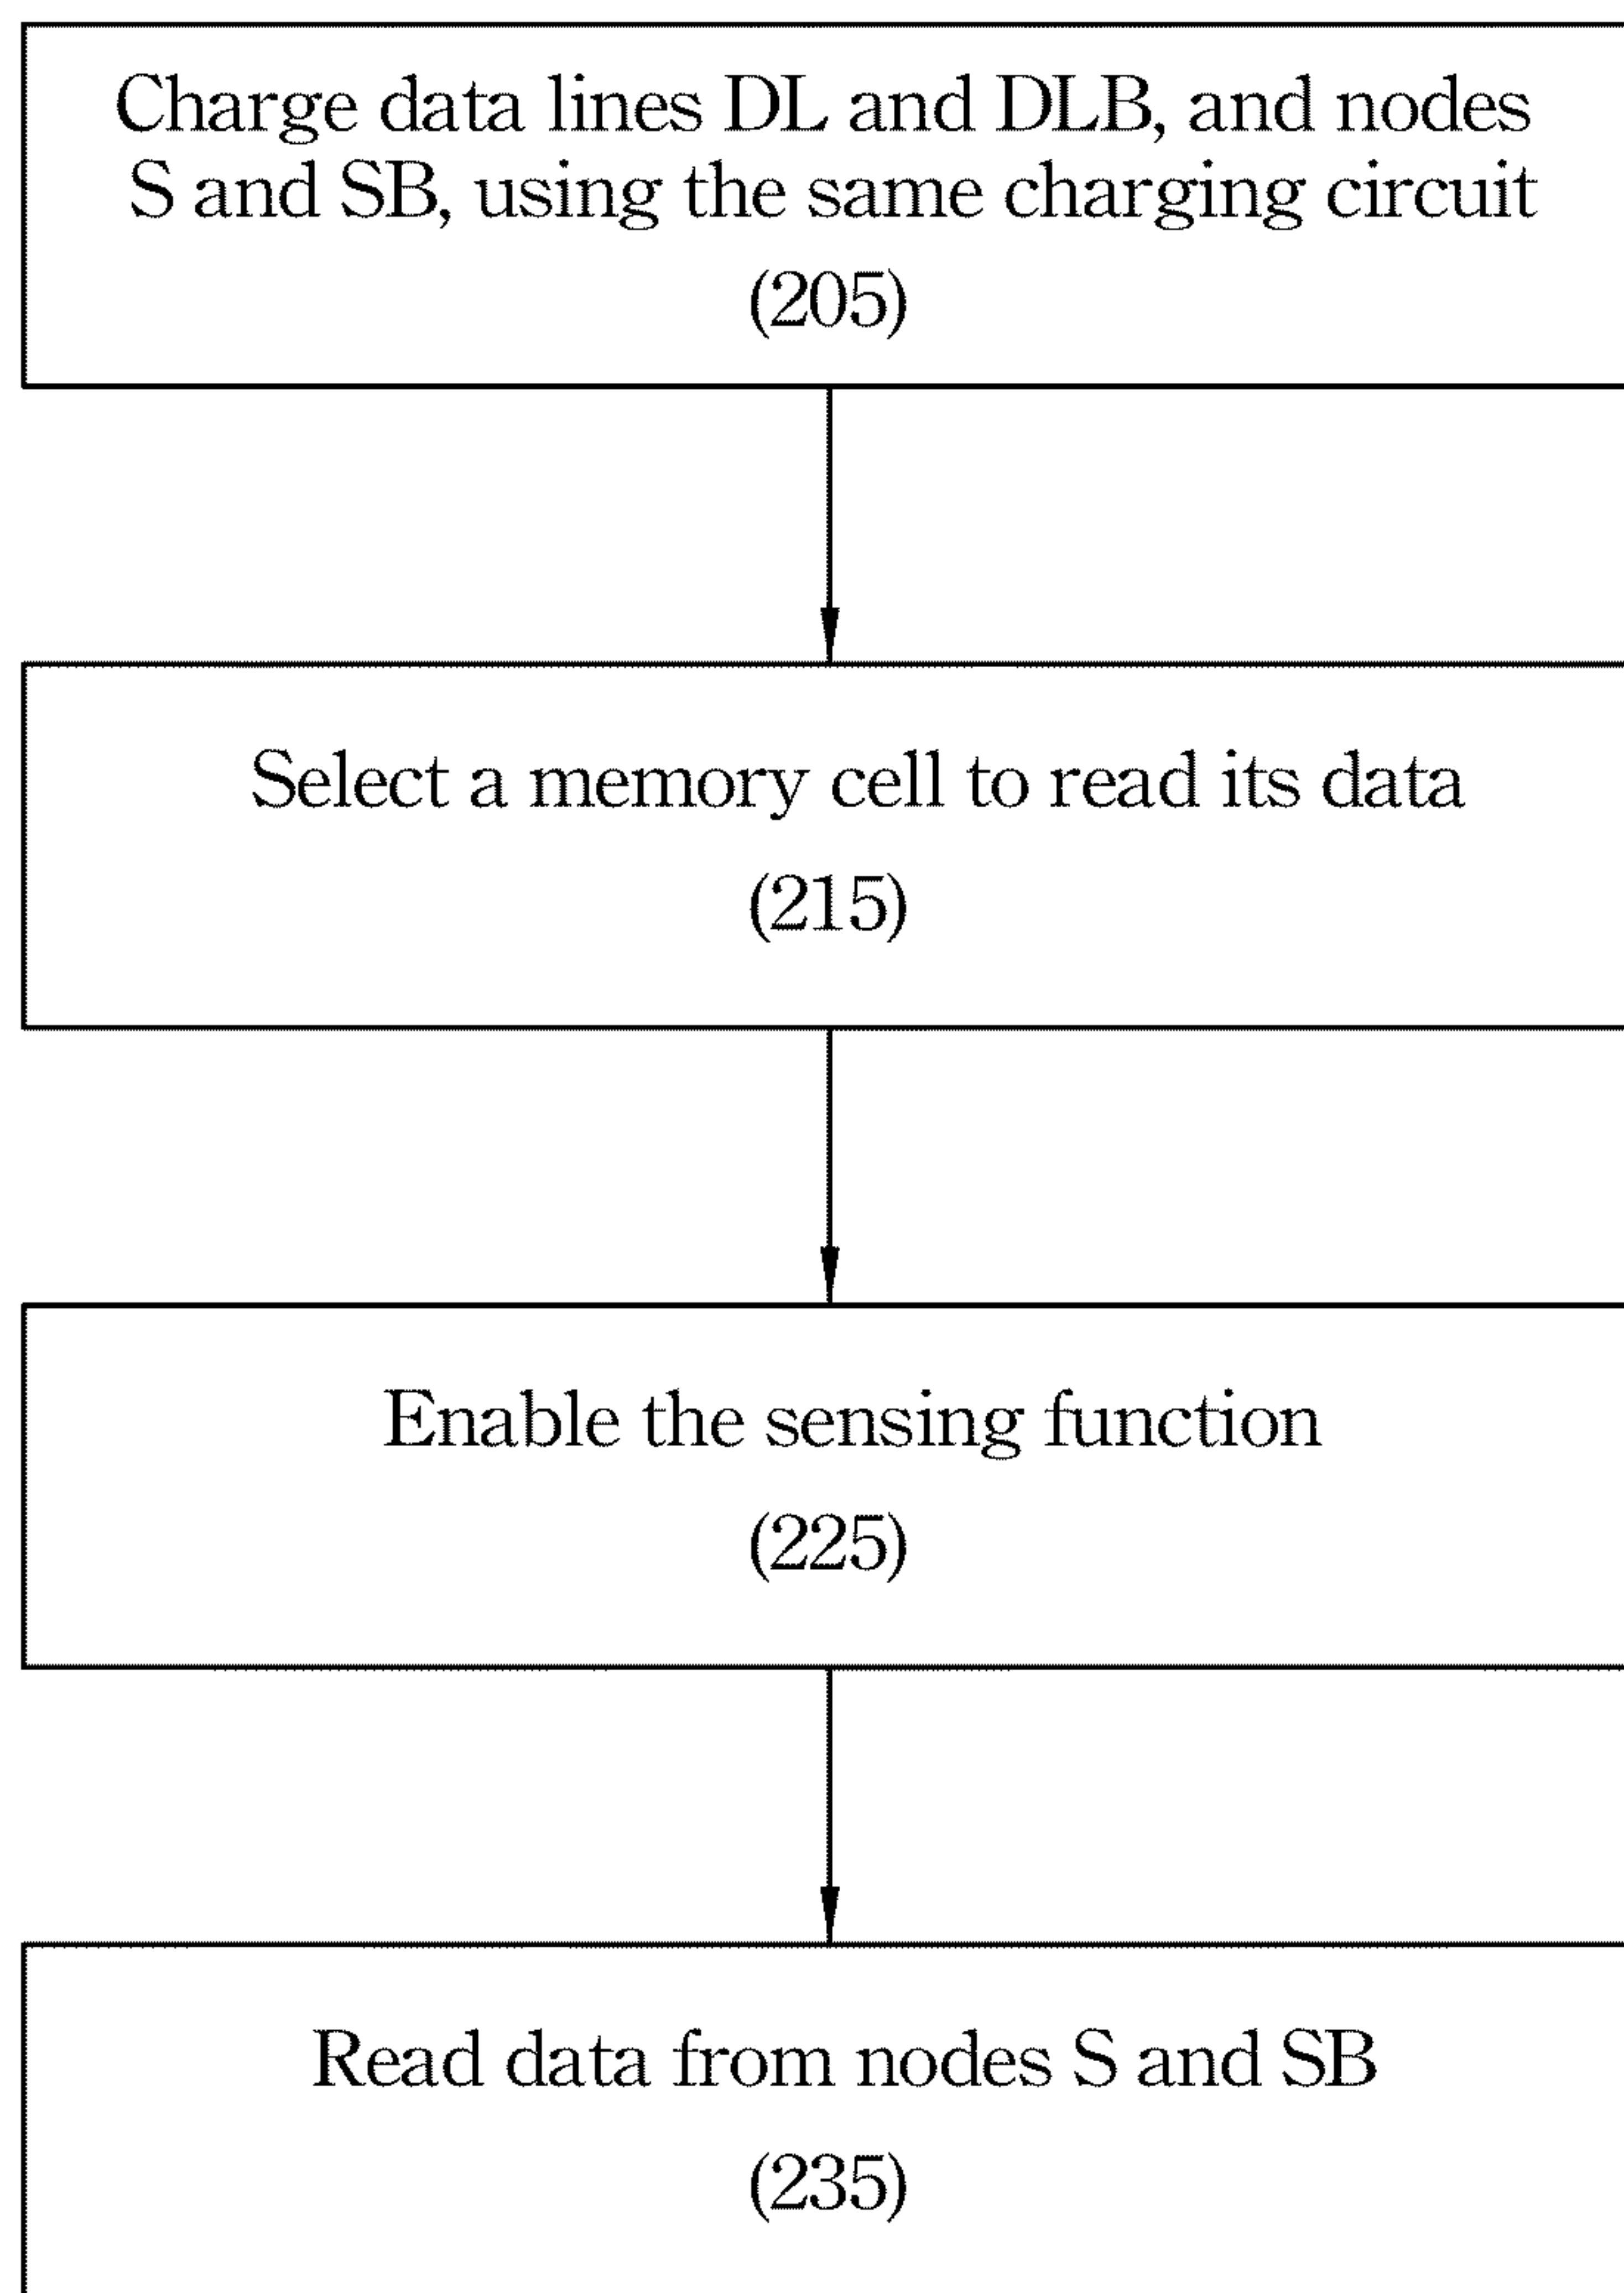 Charge data lines DL and DLB, and nodes
S and SB, using the same charging circuit
(205)
Select a memory cell to read its data
(215)
Enable the sensing function
(225)
Read data from nodes S and SB
(235)